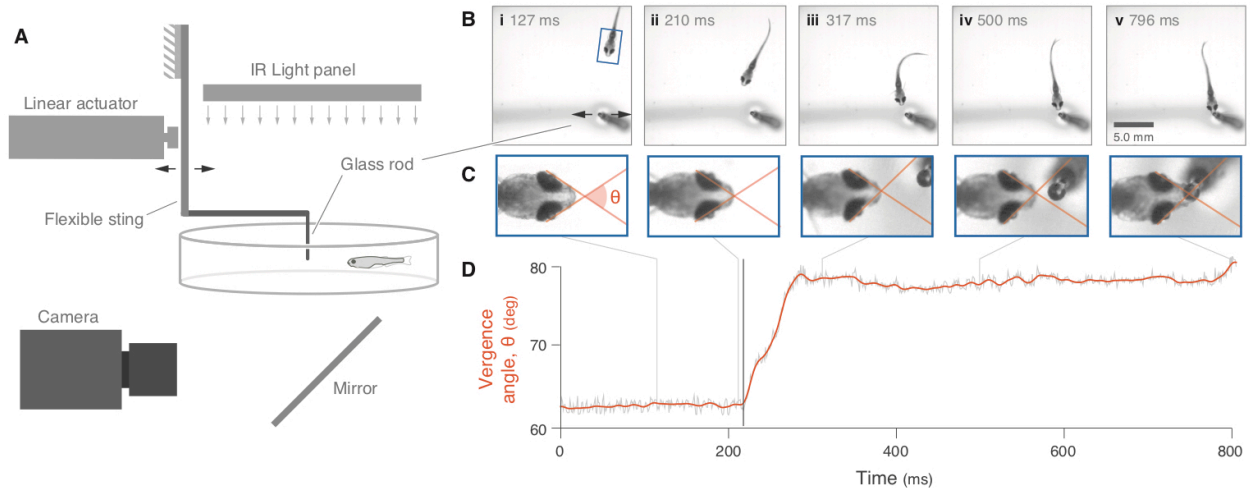 A
Linear actuator
IR Light panel
Glass rod
Flexible sting
Camera
Mirror
B
i 127 ms
ii 210 ms
iii 317 ms
iv 500 ms
v 796 ms
5.0 mm
C
θ
D
Vergence
angle, θ (deg)
80
70
60
0
200
400
600
800
Time (ms)